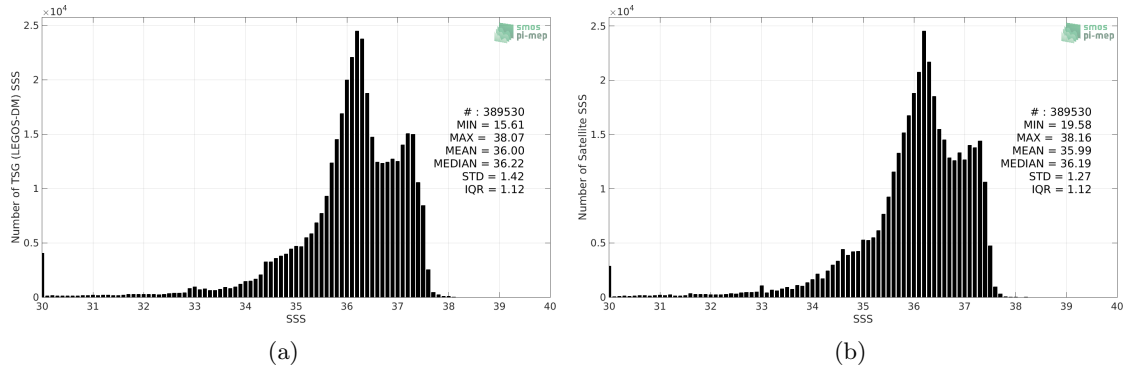 ×10⁴
2.5
2
1.5
1
0.5
0
30 31 32 33 34 35 36 37 38 39 40
SSS
Number of TSG (LEGOS-DM) SSS
smos
pi-mep
# : 389530
MIN = 15.61
MAX = 38.07
MEAN = 36.00
MEDIAN = 36.22
STD = 1.42
IQR = 1.12
(a)
×10⁴
2.5
2
1.5
1
0.5
0
30 31 32 33 34 35 36 37 38 39 40
SSS
Number of Satellite SSS
smos
pi-mep
# : 389530
MIN = 19.58
MAX = 38.16
MEAN = 35.99
MEDIAN = 36.19
STD = 1.27
IQR = 1.12
(b)